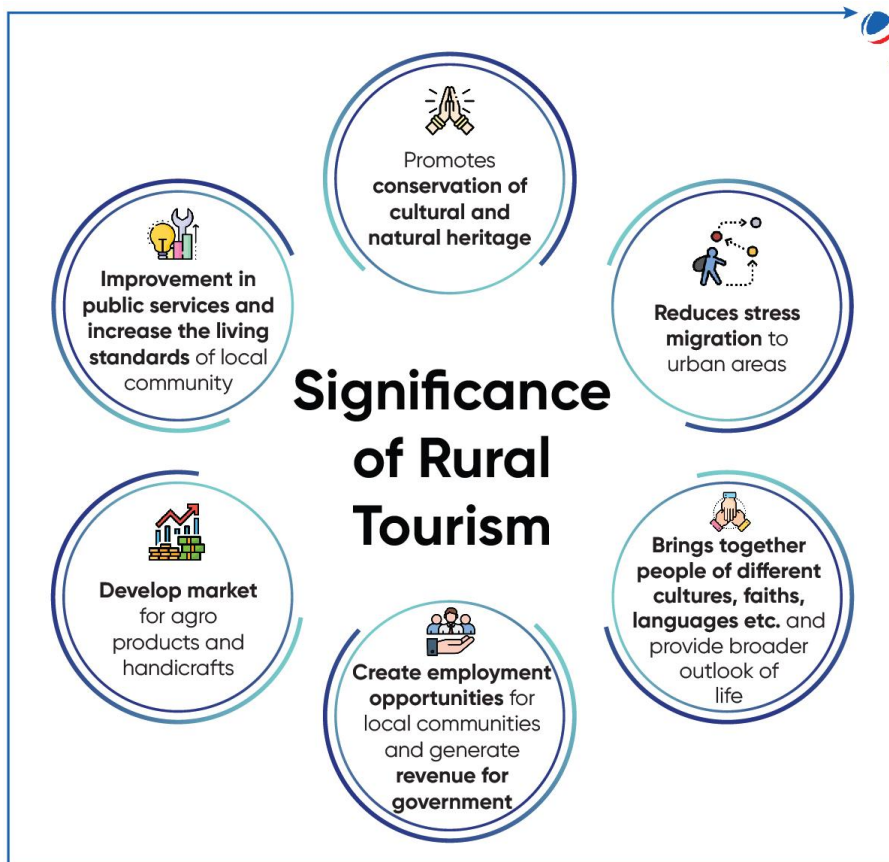 Promotes
conservation of
cultural and
natural heritage
Improvement in
public services and
increase the living
standards of local
community
Reduces stress
migration to
urban areas
Significance
of Rural
Tourism
Develop market
for agro
products and
handicrafts
Brings together
people of different
cultures, faiths,
languages etc. and
provide broader
outlook of
life
Create employment
opportunities for
local communities
and generate
revenue for
government